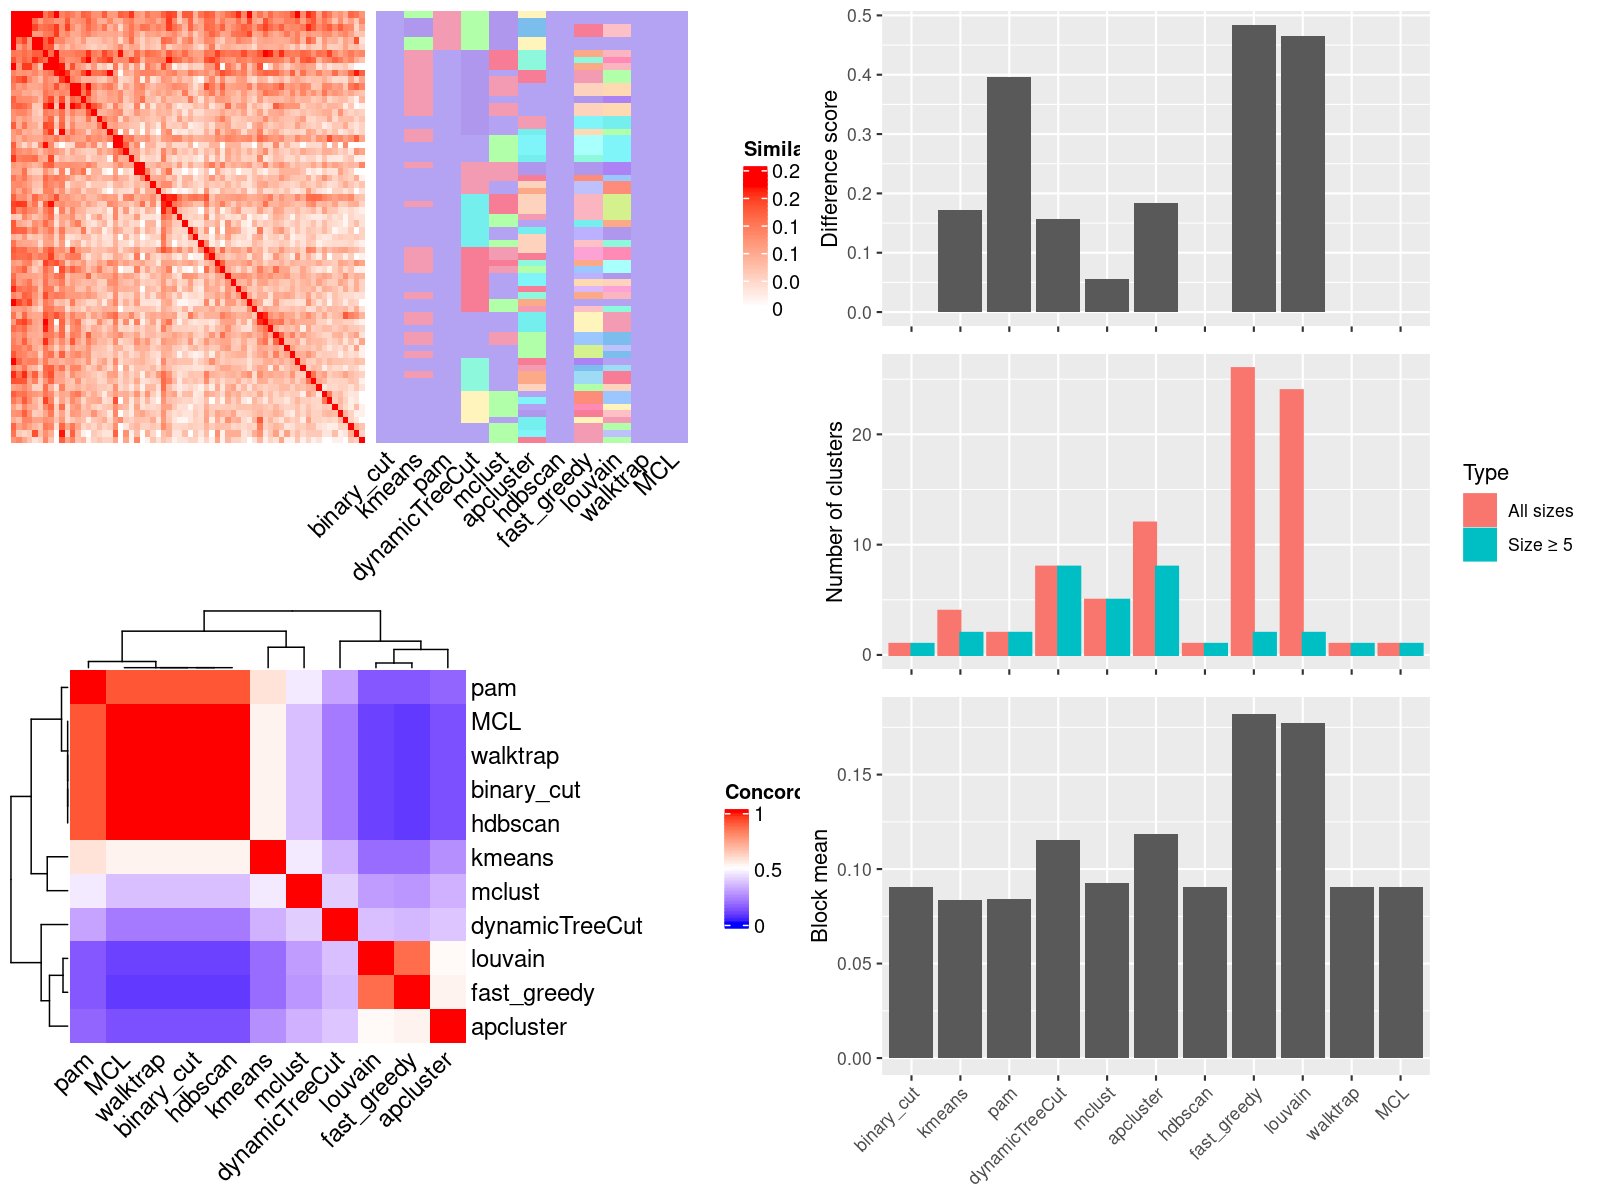 Simila
0.2
0.2
0.1
0.1
0.0
0
binary_cut
kmeans
pam
dynamicTreeCut
mclust
apcluster
hdbscan
fast_greedy
louvain
walktrap
MCL
pam
MCL
walktrap
binary_cut
hdbscan
kmeans
mclust
dynamicTreeCut
louvain
fast_greedy
apcluster
pam
MCL
walktrap
binary_cut
hdbscan
kmeans
mclust
dynamicTreeCut
louvain
fast_greedy
apcluster
Concord
1
0.5
0
Difference score
0.5
0.4
0.3
0.2
0.1
0.0
Number of clusters
20
10
0
Type
All sizes
Size ≥ 5
Block mean
0.15
0.10
0.05
0.00
binary_cut
kmeans
pam
dynamicTreeCut
mclust
apcluster
hdbscan
fast_greedy
louvain
walktrap
MCL